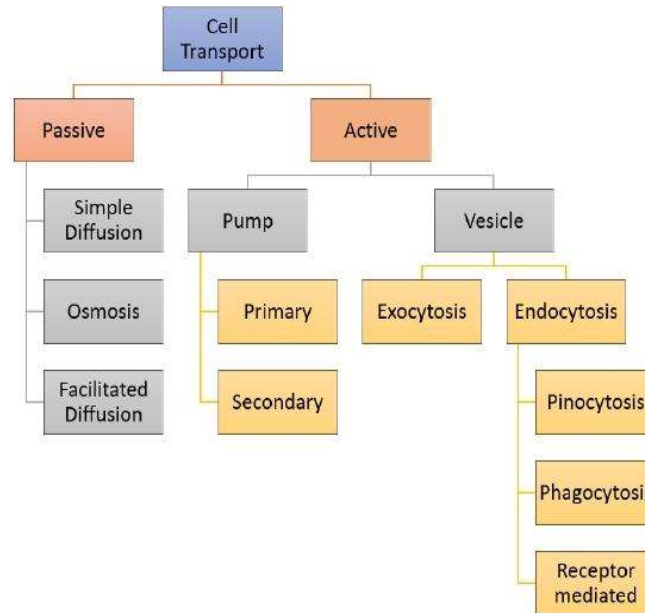 Cell
Transport
Passive
Active
Simple
Diffusion
Pump
Vesicle
Osmosis
Primary
Exocytosis
Endocytosis
Facilitated
Diffusion
Secondary
Pinocytosis
Phagocytosi
Receptor
mediated